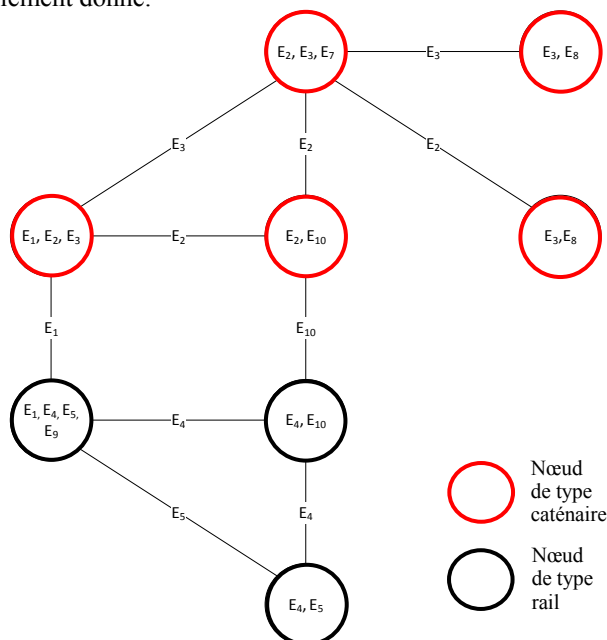 lement donné.
E₂, E₃, E₇
E₃
E₃, E₈
E₃
E₂
E₂
E₁, E₂, E₃
E₂
E₂, E₁₀
E₃,E₈
E₁
E₁₀
E₁, E₄, E₅,
E₉
E₄
E₄, E₁₀
E₅
E₄
E₄, E₅
Nœud
de type
caténaire
Nœud
de type
rail